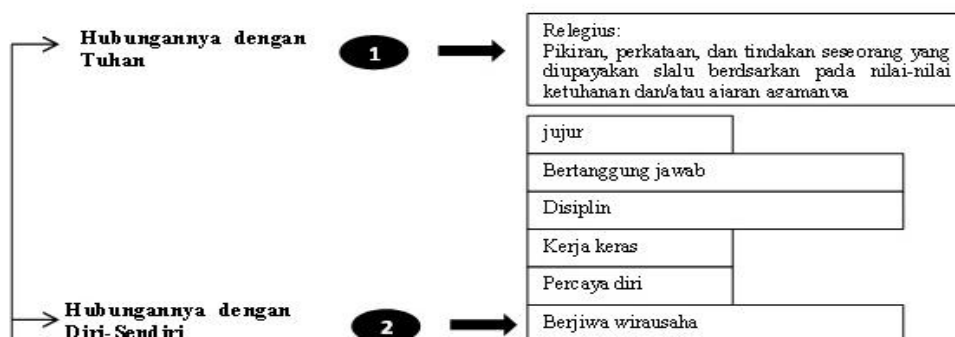 Hubungannya dengan
Tuhan
1
Relegius:
Pikiran, perkataan, dan tindakan seseorang yang
diupayakan slalu berdsarkan pada nilai-nilai
ketuhanan dan/atau ajaran agamanya
jujur
Bertanggung jawab
Disiplin
Kerja keras
Percaya diri
Hubungannya dengan
Diri-Sendiri
2
Berjiwa wirausaha